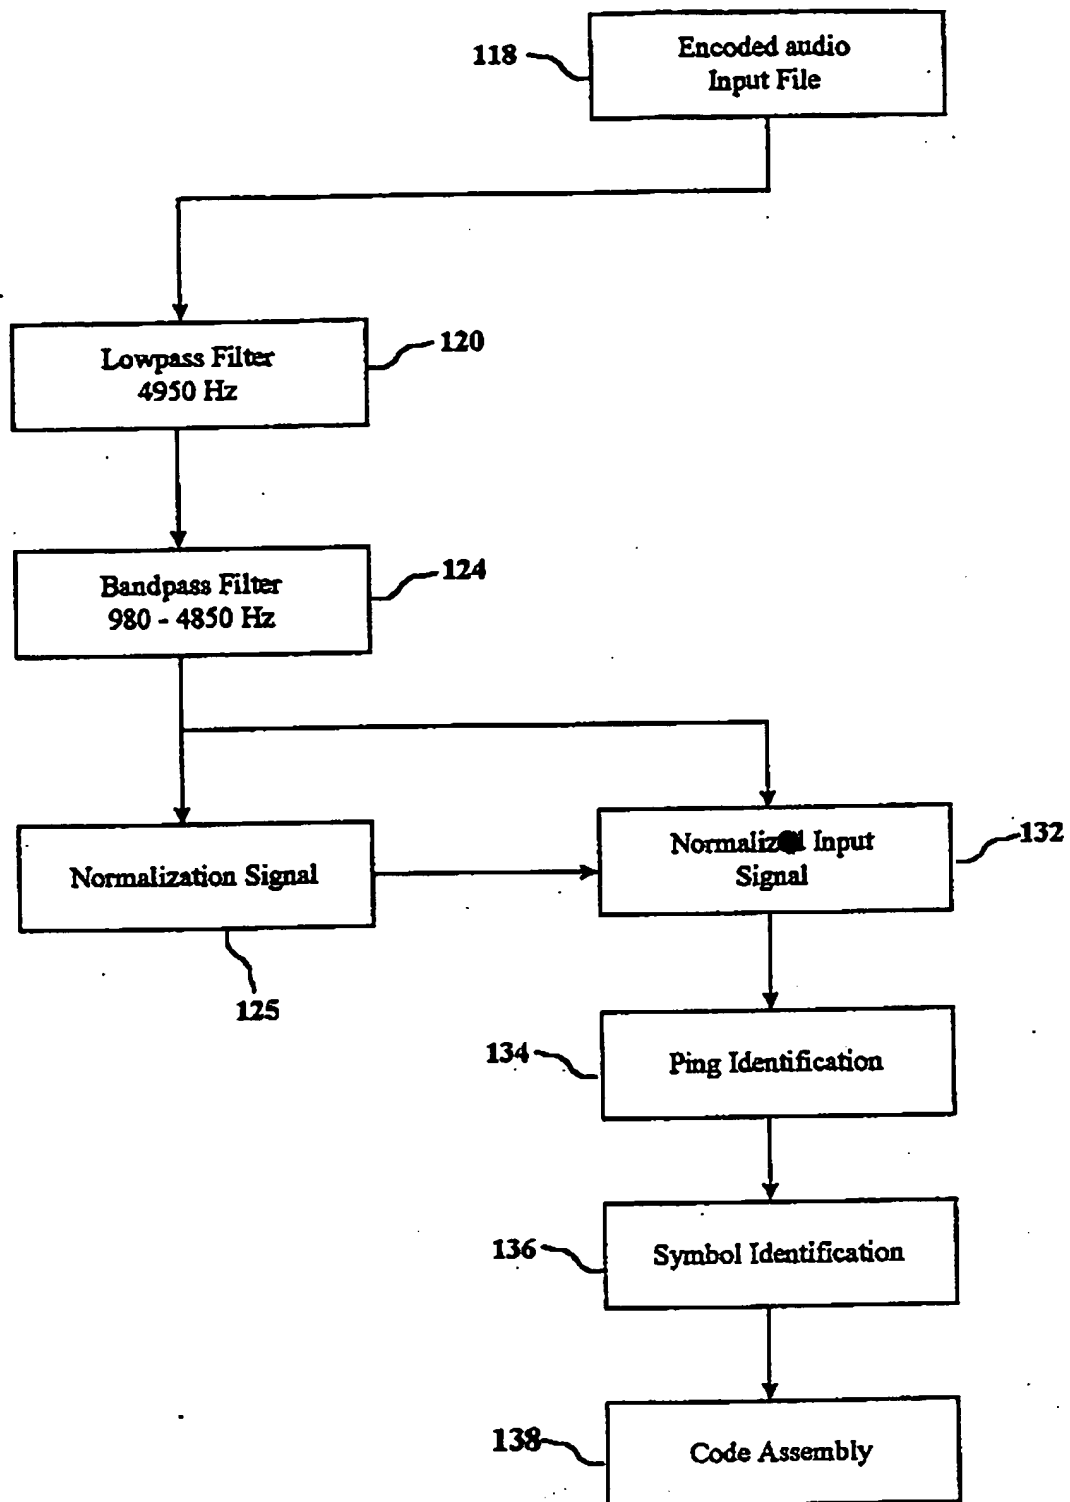 118
Encoded audio
Input File
Lowpass Filter
4950 Hz
120
Bandpass Filter
980 - 4850 Hz
124
Normalization Signal
125
Normalized Input
Signal
132
134
Ping Identification
136
Symbol Identification
138
Code Assembly